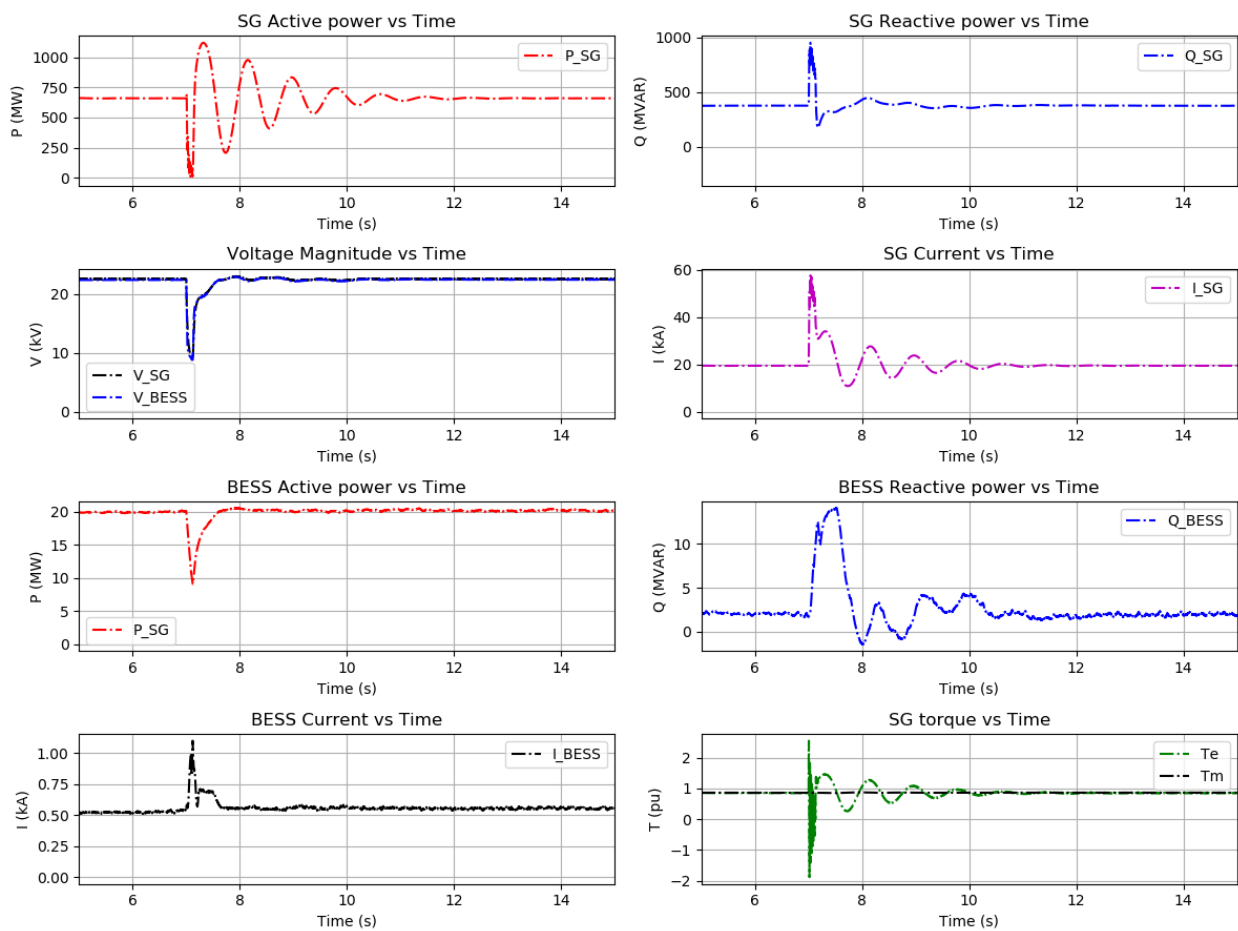 SG Active power vs Time
P (MW)
1000
750
500
250
0
P_SG
6 8 10 12 14
Time (s)
SG Reactive power vs Time
Q (MVAR)
1000
500
0
Q_SG
6 8 10 12 14
Time (s)
Voltage Magnitude vs Time
V (kV)
20
10
0
V_SG
V_BESS
6 8 10 12 14
Time (s)
SG Current vs Time
I (kA)
60
40
20
0
I_SG
6 8 10 12 14
Time (s)
BESS Active power vs Time
P (MW)
20
15
10
5
0
P_SG
6 8 10 12 14
Time (s)
BESS Reactive power vs Time
Q (MVAR)
10
5
0
Q_BESS
6 8 10 12 14
Time (s)
BESS Current vs Time
I (kA)
1.00
0.75
0.50
0.25
0.00
I_BESS
6 8 10 12 14
Time (s)
SG torque vs Time
T (pu)
2
1
0
−1
−2
Te
Tm
6 8 10 12 14
Time (s)